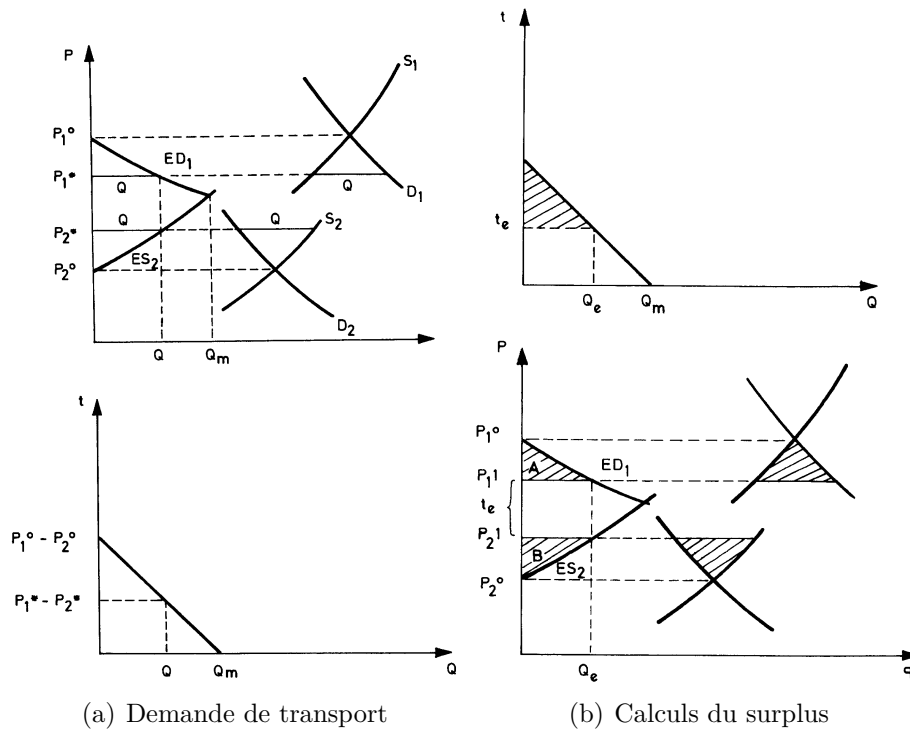 P
S₁
P₁°
ED₁
P₁*
Q
Q
D₁
Q
Q
S₂
P₂*
ES₂
P₂°
D₂
Q
Qₘ
t
P₁° - P₂°
P₁* - P₂*
Q
Qₘ
Q
(a) Demande de transport
t
tₑ
Qₑ
Qₘ
Q
P
P₁°
A
ED₁
P₁¹
tₑ
P₂¹
B
ES₂
P₂°
Qₑ
(b) Calculs du surplus